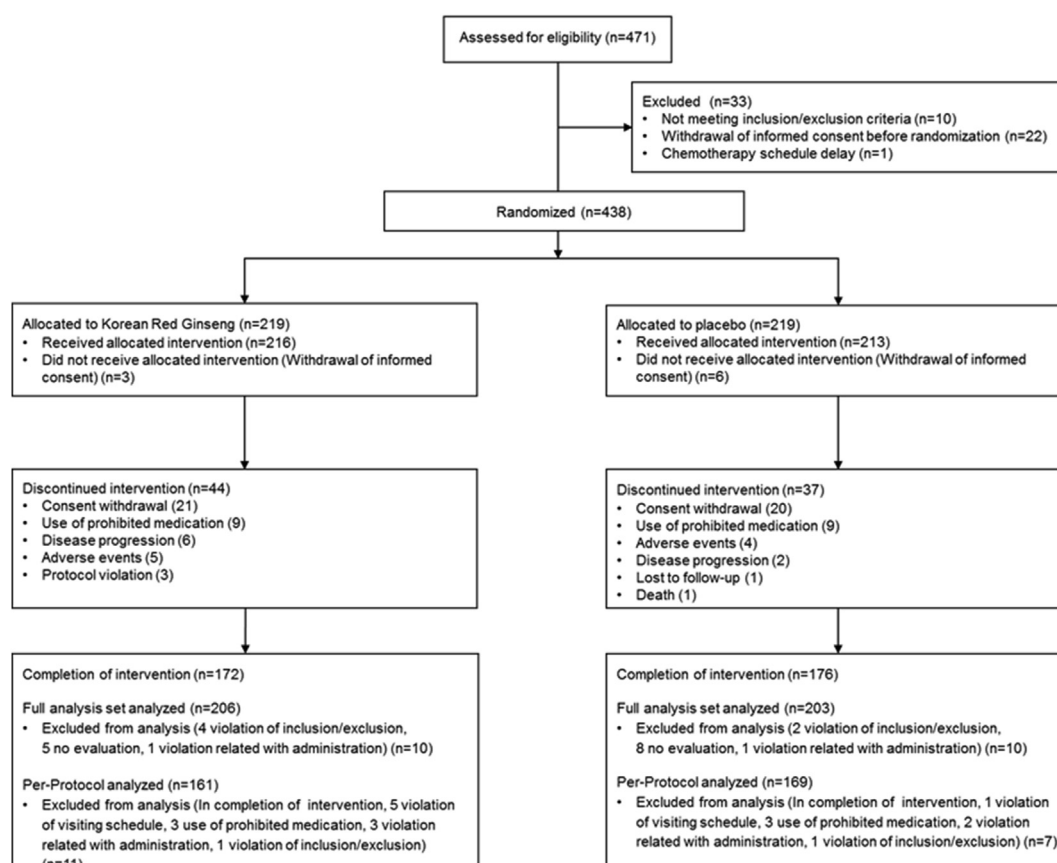 Assessed for eligibility (n=471)
Excluded (n=33)
• Not meeting inclusion/exclusion criteria (n=10)
• Withdrawal of informed consent before randomization (n=22)
• Chemotherapy schedule delay (n=1)
Randomized (n=438)
Allocated to Korean Red Ginseng (n=219)
• Received allocated intervention (n=216)
• Did not receive allocated intervention (Withdrawal of informed
consent) (n=3)
Allocated to placebo (n=219)
• Received allocated intervention (n=213)
• Did not receive allocated intervention (Withdrawal of informed
consent) (n=6)
Discontinued intervention (n=44)
• Consent withdrawal (21)
• Use of prohibited medication (9)
• Disease progression (6)
• Adverse events (5)
• Protocol violation (3)
Discontinued intervention (n=37)
• Consent withdrawal (20)
• Use of prohibited medication (9)
• Adverse events (4)
• Disease progression (2)
• Lost to follow-up (1)
• Death (1)
Completion of intervention (n=172)
Full analysis set analyzed (n=206)
• Excluded from analysis (4 violation of inclusion/exclusion,
5 no evaluation, 1 violation related with administration) (n=10)
Per-Protocol analyzed (n=161)
• Excluded from analysis (In completion of intervention, 5 violation
of visiting schedule, 3 use of prohibited medication, 3 violation
related with administration, 1 violation of inclusion/exclusion)
(n=11)
Completion of intervention (n=176)
Full analysis set analyzed (n=203)
• Excluded from analysis (2 violation of inclusion/exclusion,
8 no evaluation, 1 violation related with administration) (n=10)
Per-Protocol analyzed (n=169)
• Excluded from analysis (In completion of intervention, 1 violation
of visiting schedule, 3 use of prohibited medication, 2 violation
related with administration, 1 violation of inclusion/exclusion) (n=7)